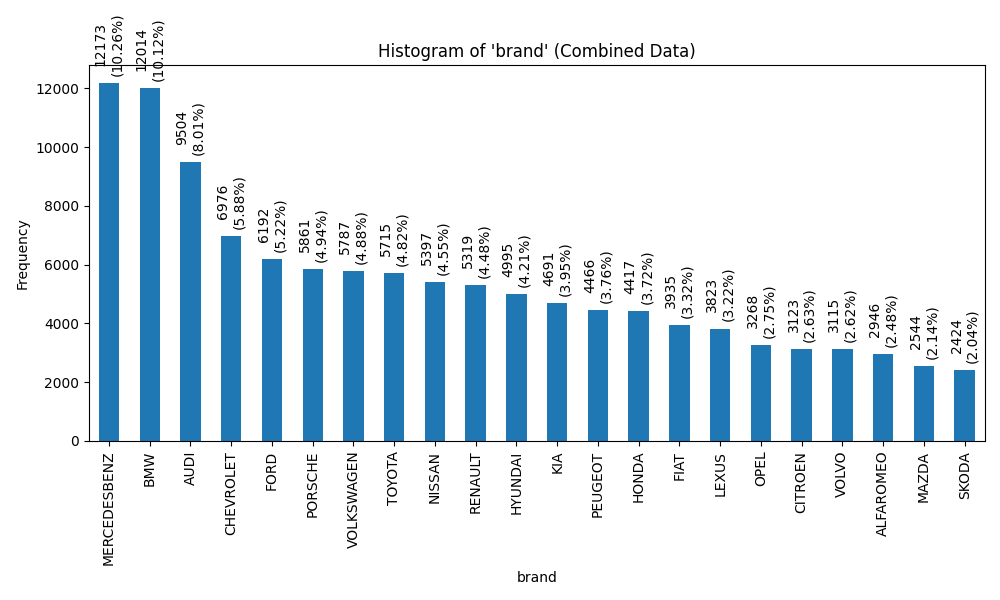 Histogram of 'brand' (Combined Data)
Frequency
12000
10000
8000
6000
4000
2000
0
12173
(10.26%)
12014
(10.12%)
9504
(8.01%)
6976
(5.88%)
6192
(5.22%)
5861
(4.94%)
5787
(4.88%)
5715
(4.82%)
5397
(4.55%)
5319
(4.48%)
4995
(4.21%)
4691
(3.95%)
4466
(3.76%)
4417
(3.72%)
3935
(3.32%)
3823
(3.22%)
3268
(2.75%)
3123
(2.63%)
3115
(2.62%)
2946
(2.48%)
2544
(2.14%)
2424
(2.04%)
MERCEDESBENZ
BMW
AUDI
CHEVROLET
FORD
PORSCHE
VOLKSWAGEN
TOYOTA
NISSAN
RENAULT
HYUNDAI
KIA
PEUGEOT
HONDA
FIAT
LEXUS
OPEL
CITROEN
VOLVO
ALFAROMEO
MAZDA
SKODA
brand